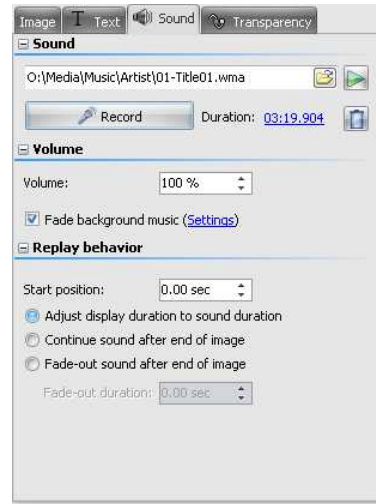 Image Text Sound Transparency
Sound
O:\Media\Music\Artist\01-Title01.wma
Record Duration: 03:19.904
Volume
Volume: 100 %
Fade background music (Settings)
Replay behavior
Start position: 0.00 sec
Adjust display duration to sound duration
Continue sound after end of image
Fade-out sound after end of image
Fade-out duration: 0.00 sec